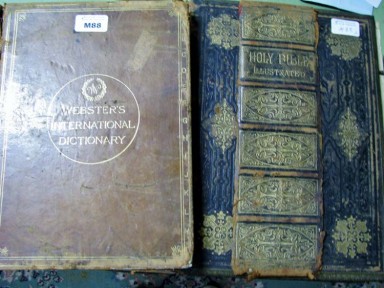 M88
WEBSTER'S
INTERNATIONAL
DICTIONARY
HOLY BIBLE
ILLUSTRATED